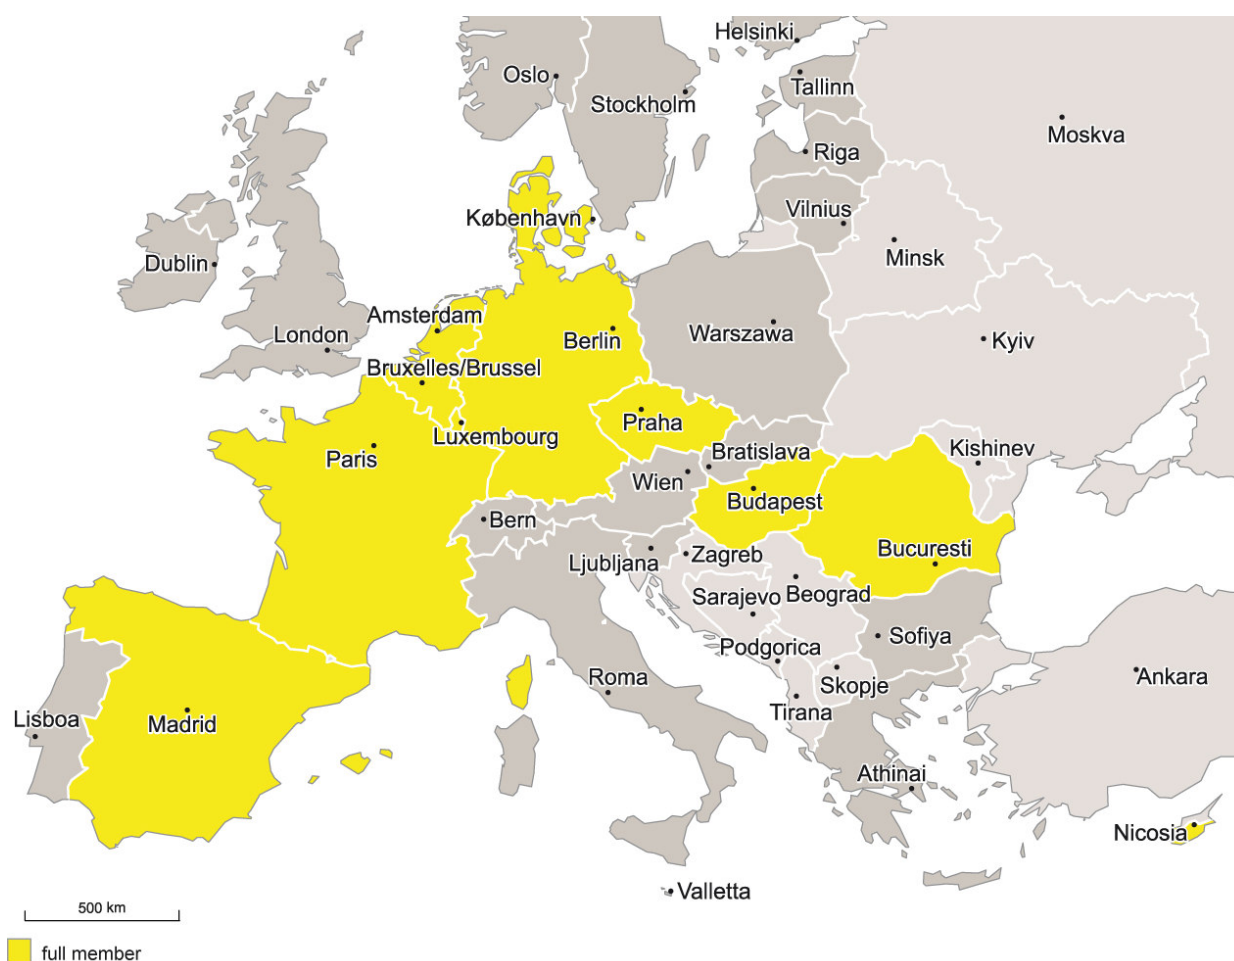 Helsinki
Oslo
Tallinn
Stockholm
Moskva
Riga
Vilnius
København
Minsk
Dublin
Amsterdam
London
Berlin
Warszawa
Kyiv
Bruxelles/Brussel
Praha
Luxembourg
Paris
Bratislava
Kishinev
Wien
Budapest
Bern
Bucuresti
Ljubljana
Zagreb
Sarajevo
Beograd
Sofiya
Podgorica
Roma
Skopje
Ankara
Tirana
Lisboa
Madrid
Athinai
Nicosia
Valletta
500 km
full member